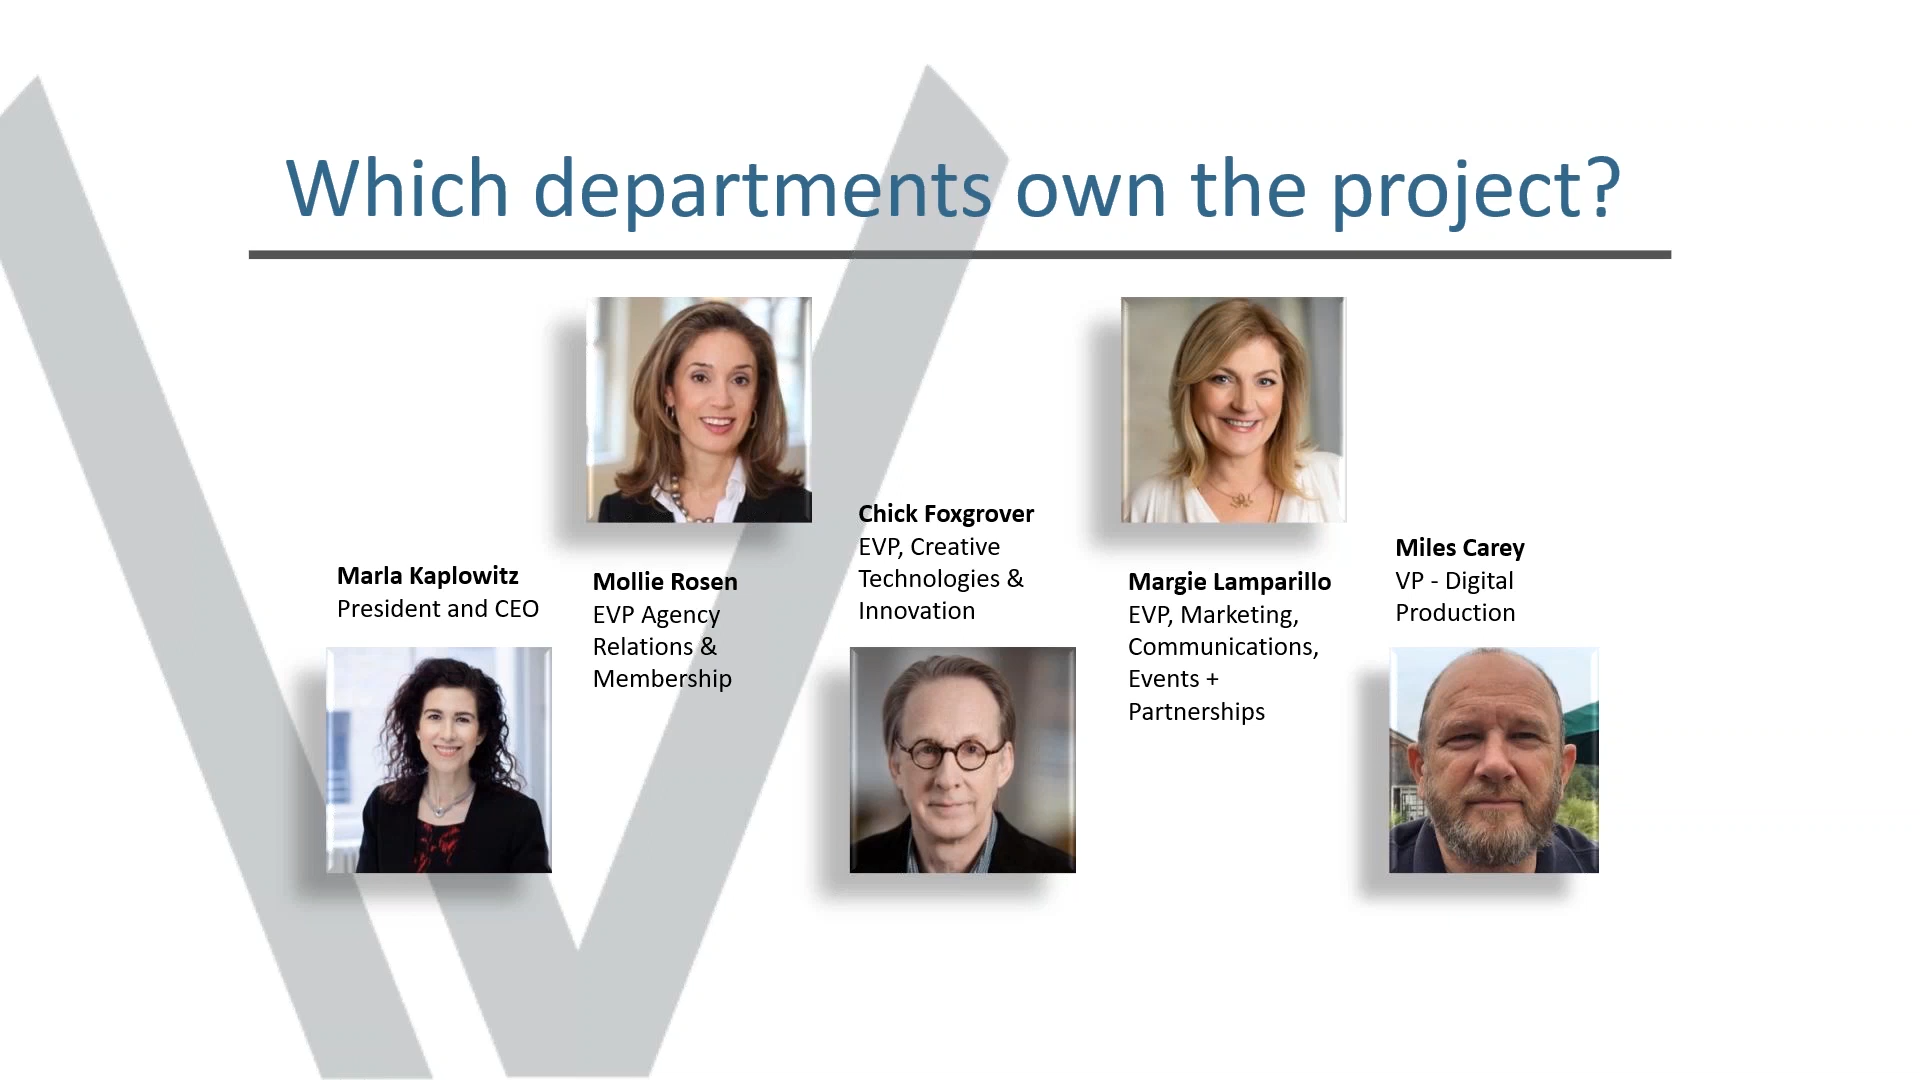 Which departments own the project?
Marla Kaplowitz
President and CEO
Mollie Rosen
EVP Agency
Relations &
Membership
Chick Foxgrover
EVP, Creative
Technologies &
Innovation
Margie Lamparillo
EVP, Marketing,
Communications,
Events +
Partnerships
Miles Carey
VP - Digital
Production